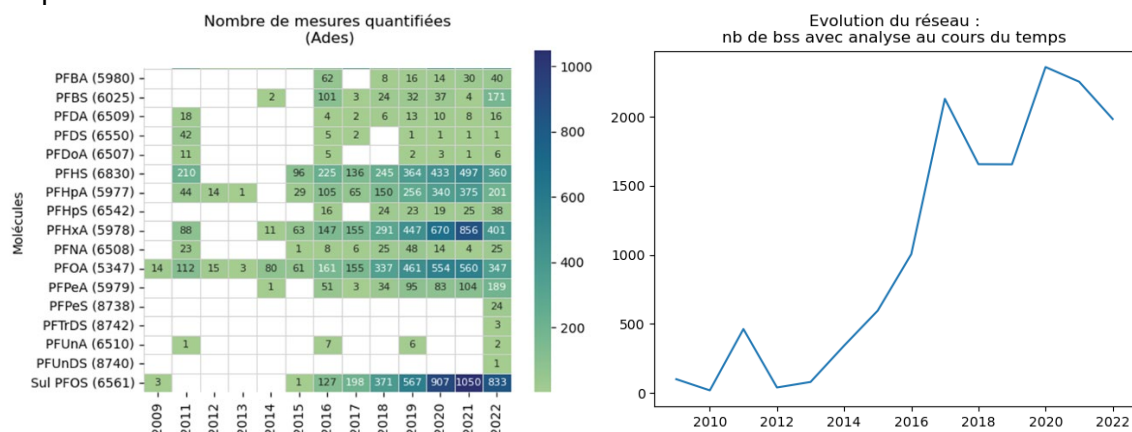 Nombre de mesures quantifiées
(Ades)
Molécules
PFBA (5980) 62 8 16 14 30 40
PFBS (6025) 2 101 3 24 32 37 4 171
PFDA (6509) 18 4 2 6 13 10 8 16
PFDS (6550) 42 5 2 1 1 1 1
PFDoA (6507) 11 5 2 3 1 6
PFHS (6830) 210 96 225 136 245 364 433 497 360
PFHpA (5977) 44 14 1 29 105 65 150 256 340 375 201
PFHpS (6542) 16 24 23 19 25 38
PFHxA (5978) 88 11 63 147 155 291 447 670 856 401
PFNA (6508) 23 1 8 6 25 48 14 4 25
PFOA (5347) 14 112 15 3 80 61 161 155 337 461 554 560 347
PFPeA (5979) 1 51 3 34 95 83 104 189
PFPeS (8738) 24
PFTrDS (8742) 3
PFUnA (6510) 1 7 6 2
PFUnDS (8740) 1
Sul PFOS (6561) 3 1 127 198 371 567 907 1050 833
2009 2011 2012 2013 2014 2015 2016 2017 2018 2019 2020 2021 2022
1000
800
600
400
200
Evolution du réseau :
nb de bss avec analyse au cours du temps
2000
1500
1000
500
0
2010 2012 2014 2016 2018 2020 2022